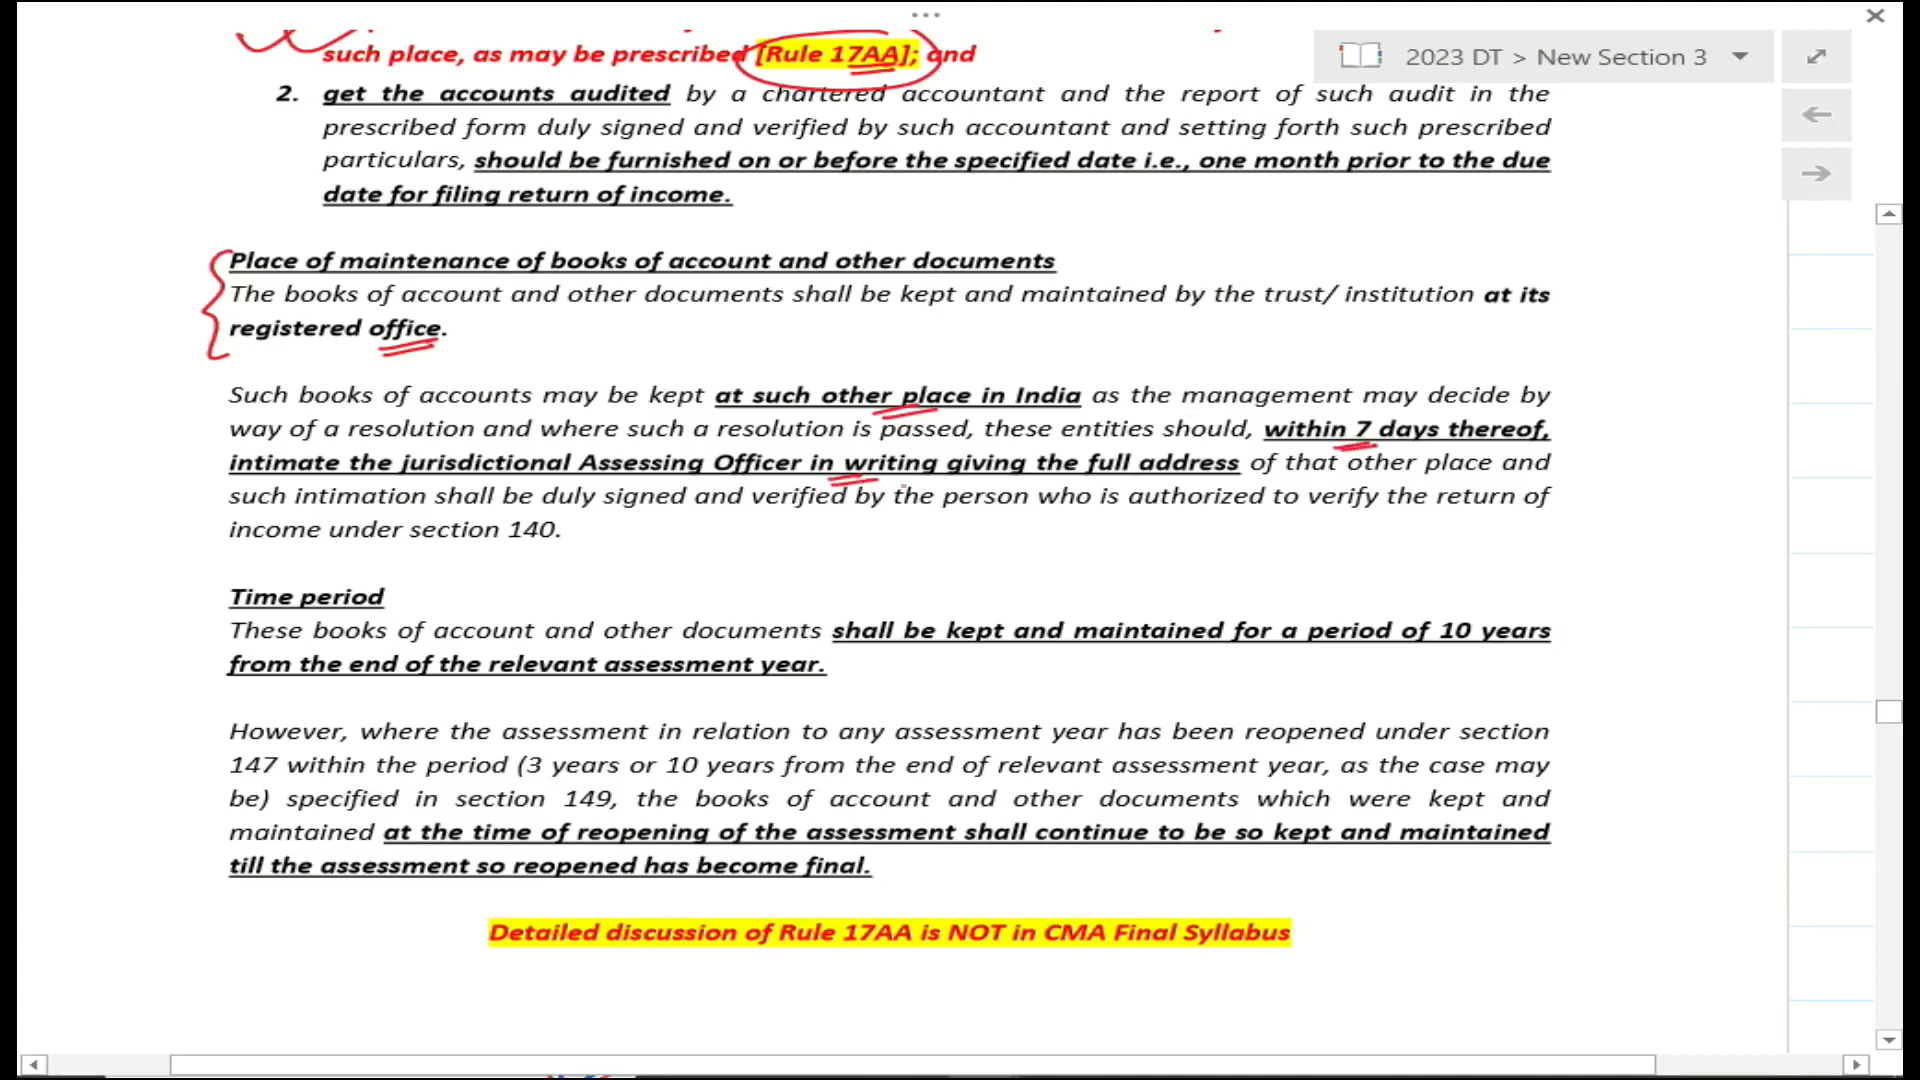 2023 DT > New Section 3
such place, as may be prescribed [Rule 17AA]; and
2. get the accounts audited by a chartered accountant and the report of such audit in the
prescribed form duly signed and verified by such accountant and setting forth such prescribed
particulars, should be furnished on or before the specified date i.e., one month prior to the due
date for filing return of income.
Place of maintenance of books of account and other documents
The books of account and other documents shall be kept and maintained by the trust/ institution at its
registered office.
Such books of accounts may be kept at such other place in India as the management may decide by
way of a resolution and where such a resolution is passed, these entities should, within 7 days thereof,
intimate the jurisdictional Assessing Officer in writing giving the full address of that other place and
such intimation shall be duly signed and verified by the person who is authorized to verify the return of
income under section 140.
Time period
These books of account and other documents shall be kept and maintained for a period of 10 years
from the end of the relevant assessment year.
However, where the assessment in relation to any assessment year has been reopened under section
147 within the period (3 years or 10 years from the end of relevant assessment year, as the case may
be) specified in section 149, the books of account and other documents which were kept and
maintained at the time of reopening of the assessment shall continue to be so kept and maintained
till the assessment so reopened has become final.
Detailed discussion of Rule 17AA is NOT in CMA Final Syllabus